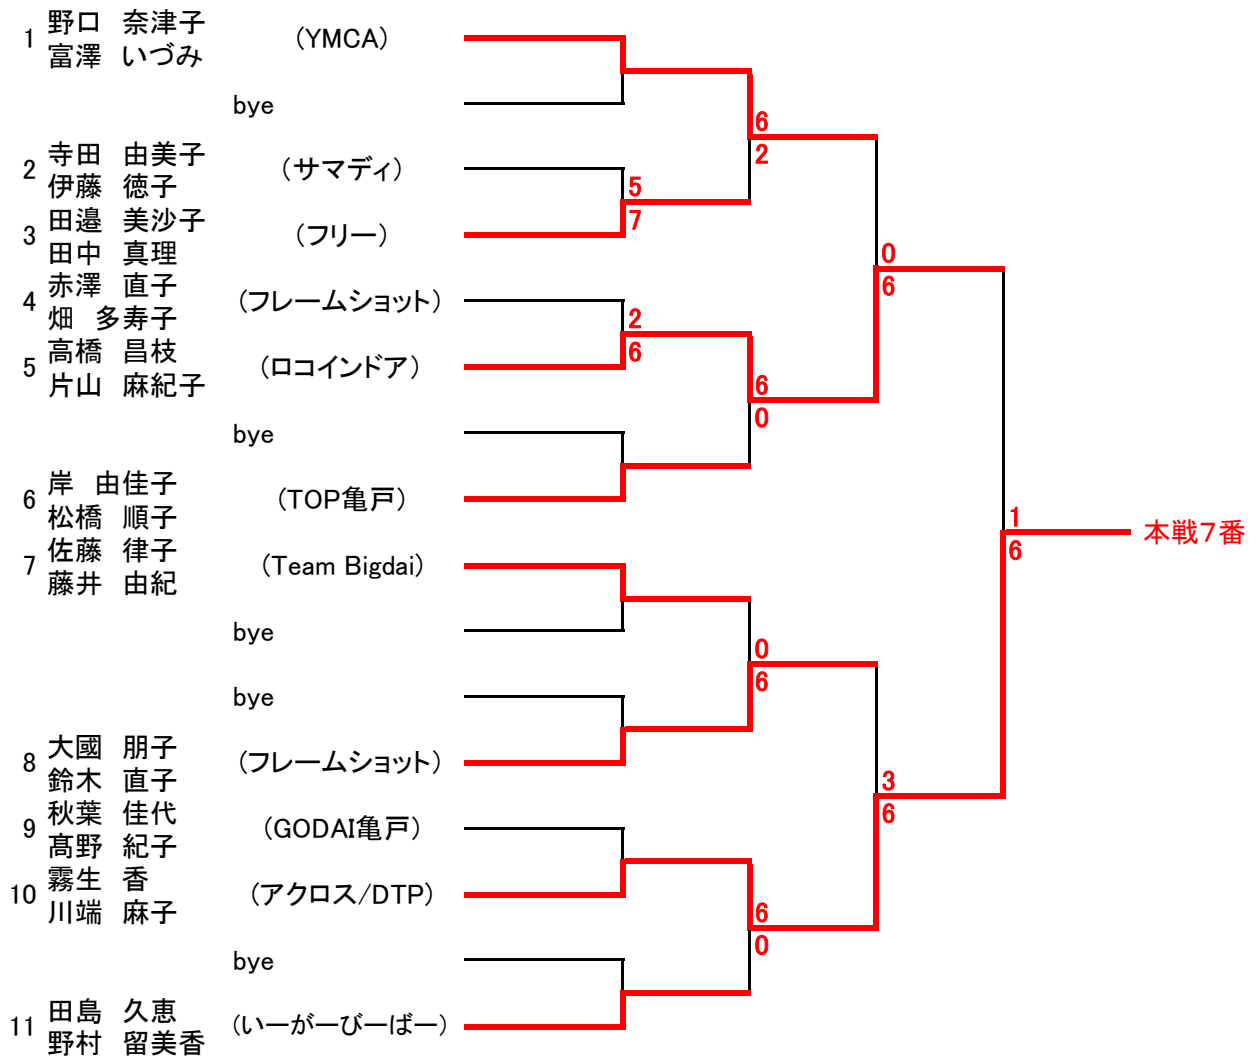 1 野口 奈津子 (YMCA)
富澤 いづみ
bye
6
2
2 寺田 由美子 (サマディ)
伊藤 徳子
5
7
3 田邉 美沙子 (フリー)
田中 真理
0
6
4 赤澤 直子 (フレームショット)
畑 多寿子
2
6
5 高橋 昌枝 (ロコインドア)
片山 麻紀子
6
0
bye
6 岸 由佳子 (TOP亀戸)
松橋 順子
1
6
本戦7番
7 佐藤 律子 (Team Bigdai)
藤井 由紀
bye
0
6
bye
8 大國 朋子 (フレームショット)
鈴木 直子
3
6
9 秋葉 佳代 (GODAI亀戸)
髙野 紀子
10 霧生 香 (アクロス/DTP)
川端 麻子
6
0
bye
11 田島 久恵 (いーがーびーばー)
野村 留美香